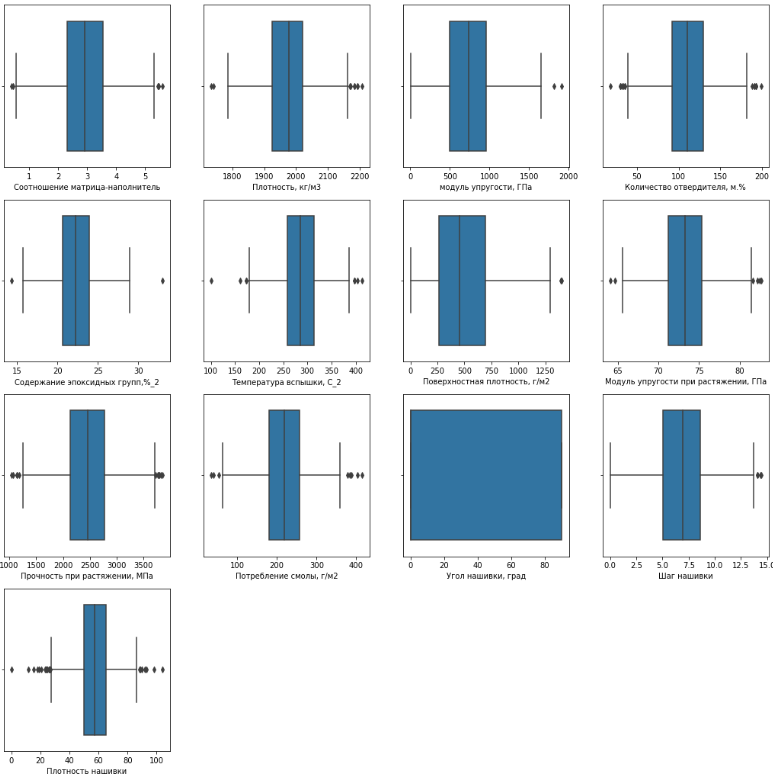 1 2 3 4 5
Соотношение матрица-наполнитель
1800 1900 2000 2100 2200
Плотность, кг/м3
0 500 1000 1500 2000
модуль упругости, ГПа
50 100 150 200
Количество отвердителя, м.%
15 20 25 30
Содержание эпоксидных групп,%_2
100 150 200 250 300 350 400
Температура вспышки, С_2
0 250 500 750 1000 1250
Поверхностная плотность, г/м2
65 70 75 80
Модуль упругости при растяжении, ГПа
1000 1500 2000 2500 3000 3500
Прочность при растяжении, МПа
100 200 300 400
Потребление смолы, г/м2
0 20 40 60 80
Угол нашивки, град
0.0 2.5 5.0 7.5 10.0 12.5 15.0
Шаг нашивки
0 20 40 60 80 100
Плотность нашивки